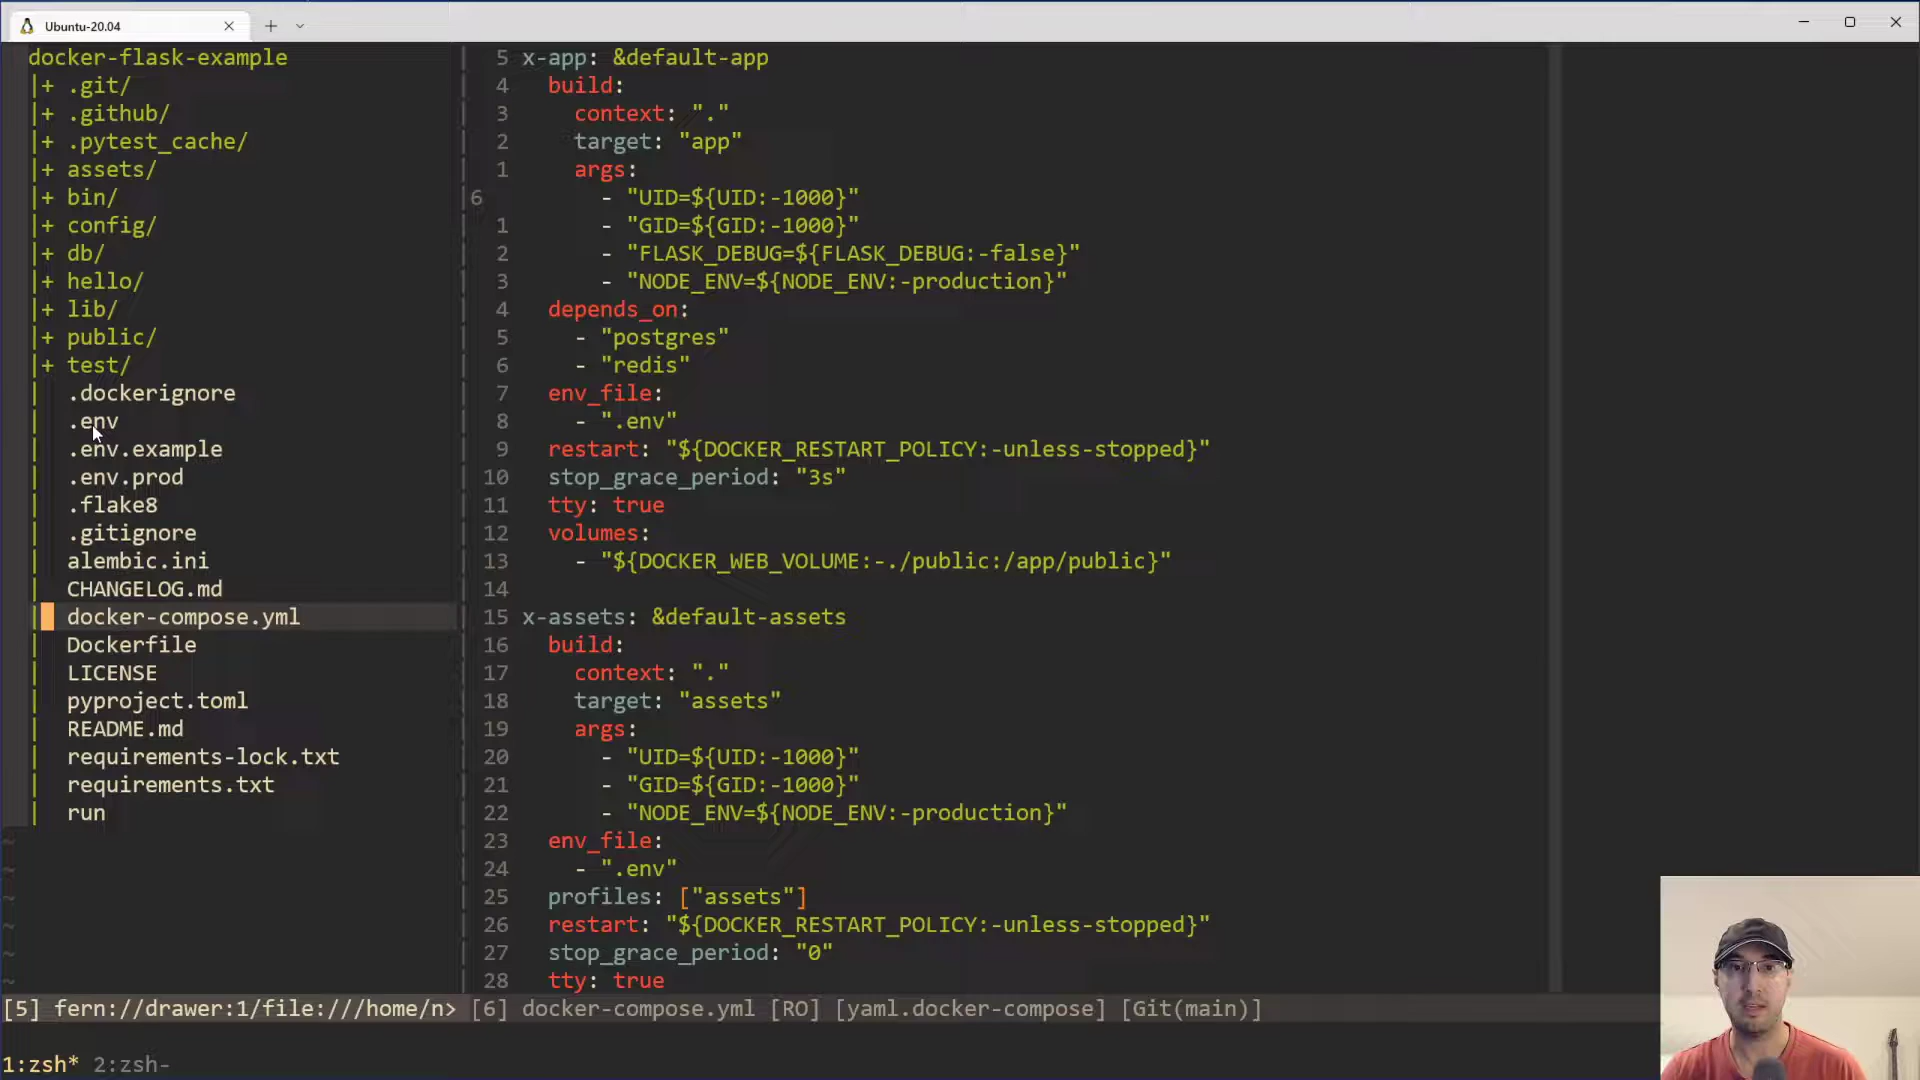 Ubuntu-20.04
docker-flask-example
|+ .git/
|+ .github/
|+ .pytest_cache/
|+ assets/
|+ bin/
|+ config/
|+ db/
|+ hello/
|+ lib/
|+ public/
|+ test/
.dockerignore
.env
.env.example
.env.prod
.flake8
.gitignore
alembic.ini
CHANGELOG.md
docker-compose.yml
Dockerfile
LICENSE
pyproject.toml
README.md
requirements-lock.txt
requirements.txt
run
~
~
~
~
~
~
5 x-app: &default-app
4   build:
3     context: "."
2     target: "app"
1     args:
6       - "UID=${UID:-1000}"
1       - "GID=${GID:-1000}"
2       - "FLASK_DEBUG=${FLASK_DEBUG:-false}"
3       - "NODE_ENV=${NODE_ENV:-production}"
4   depends_on:
5     - "postgres"
6     - "redis"
7   env_file:
8     - ".env"
9   restart: "${DOCKER_RESTART_POLICY:-unless-stopped}"
10   stop_grace_period: "3s"
11   tty: true
12   volumes:
13     - "${DOCKER_WEB_VOLUME:-./public:/app/public}"
14
15 x-assets: &default-assets
16   build:
17     context: "."
18     target: "assets"
19     args:
20       - "UID=${UID:-1000}"
21       - "GID=${GID:-1000}"
22       - "NODE_ENV=${NODE_ENV:-production}"
23   env_file:
24     - ".env"
25   profiles: ["assets"]
26   restart: "${DOCKER_RESTART_POLICY:-unless-stopped}"
27   stop_grace_period: "0"
28   tty: true
[5] fern://drawer:1/file:///home/n> [6] docker-compose.yml [RO] [yaml.docker-compose] [Git(main)]
1:zsh* 2:zsh-